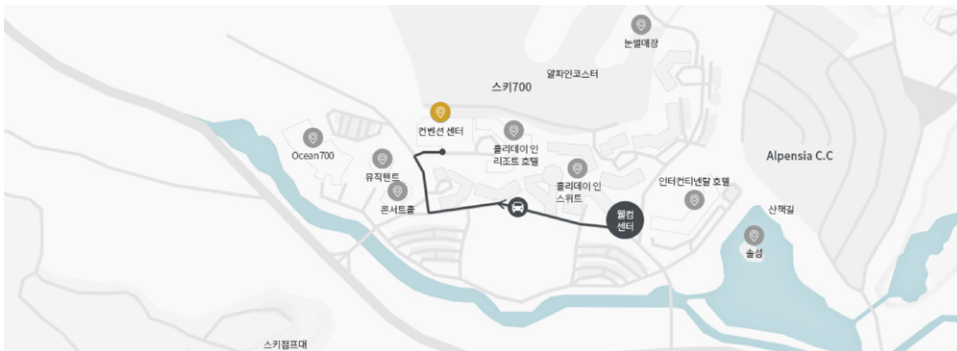 눈썰매장
알파인코스터
스키700
컨벤션 센터
Ocean700
홀리데이 인
리조트 호텔
Alpensia C.C
뮤직텐트
홀리데이 인
스위트
인터컨티넨탈 호텔
콘서트홀
웰컴
센터
산책길
솔섬
스키점프대